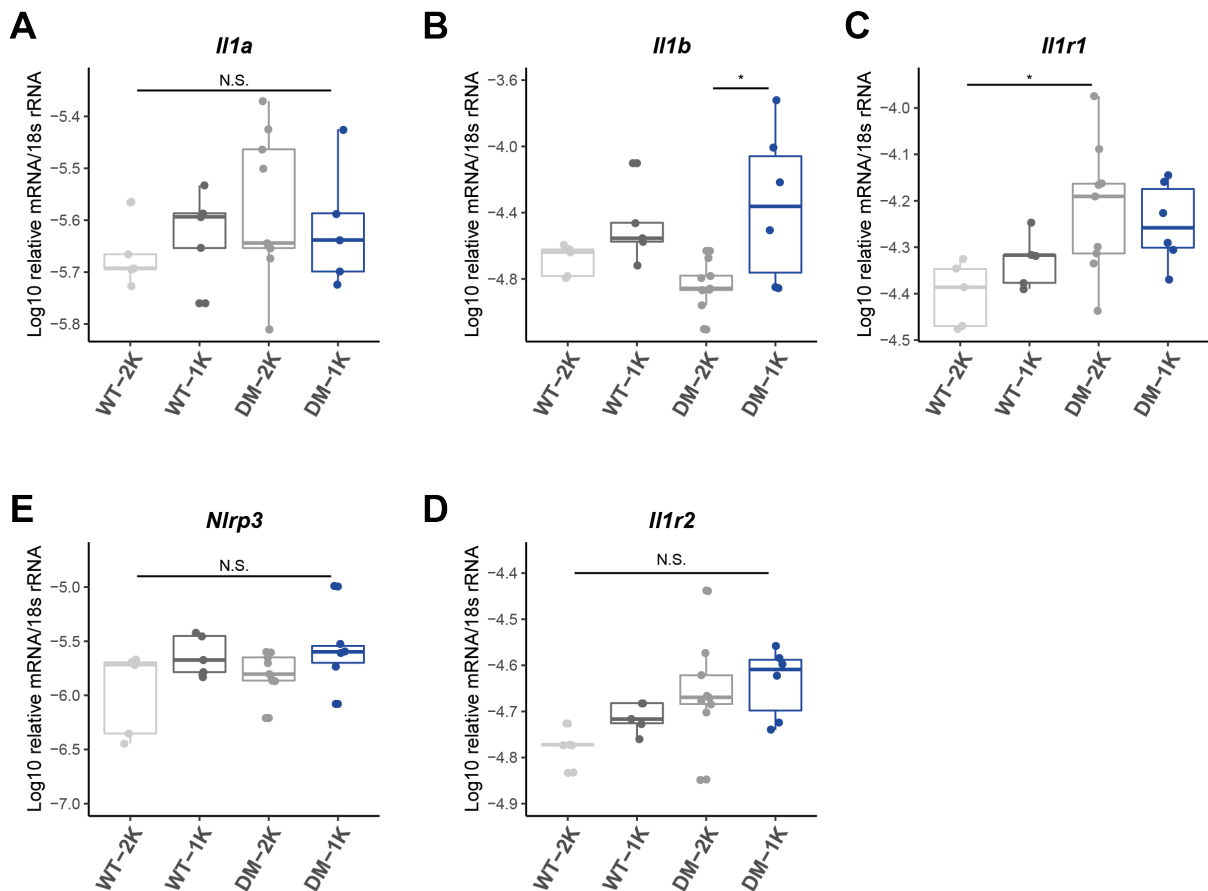 A
Il1a
Log10 relative mRNA/18s rRNA
N.S.
−5.4
−5.5
−5.6
−5.7
−5.8
WT−2K
WT−1K
DM−2K
DM−1K
B
Il1b
Log10 relative mRNA/18s rRNA
*
−3.6
−4.0
−4.4
−4.8
WT−2K
WT−1K
DM−2K
DM−1K
C
Il1r1
Log10 relative mRNA/18s rRNA
*
−4.0
−4.1
−4.2
−4.3
−4.4
−4.5
WT−2K
WT−1K
DM−2K
DM−1K
E
Nlrp3
Log10 relative mRNA/18s rRNA
N.S.
−5.0
−5.5
−6.0
−6.5
−7.0
WT−2K
WT−1K
DM−2K
DM−1K
D
Il1r2
Log10 relative mRNA/18s rRNA
N.S.
−4.4
−4.5
−4.6
−4.7
−4.8
−4.9
WT−2K
WT−1K
DM−2K
DM−1K